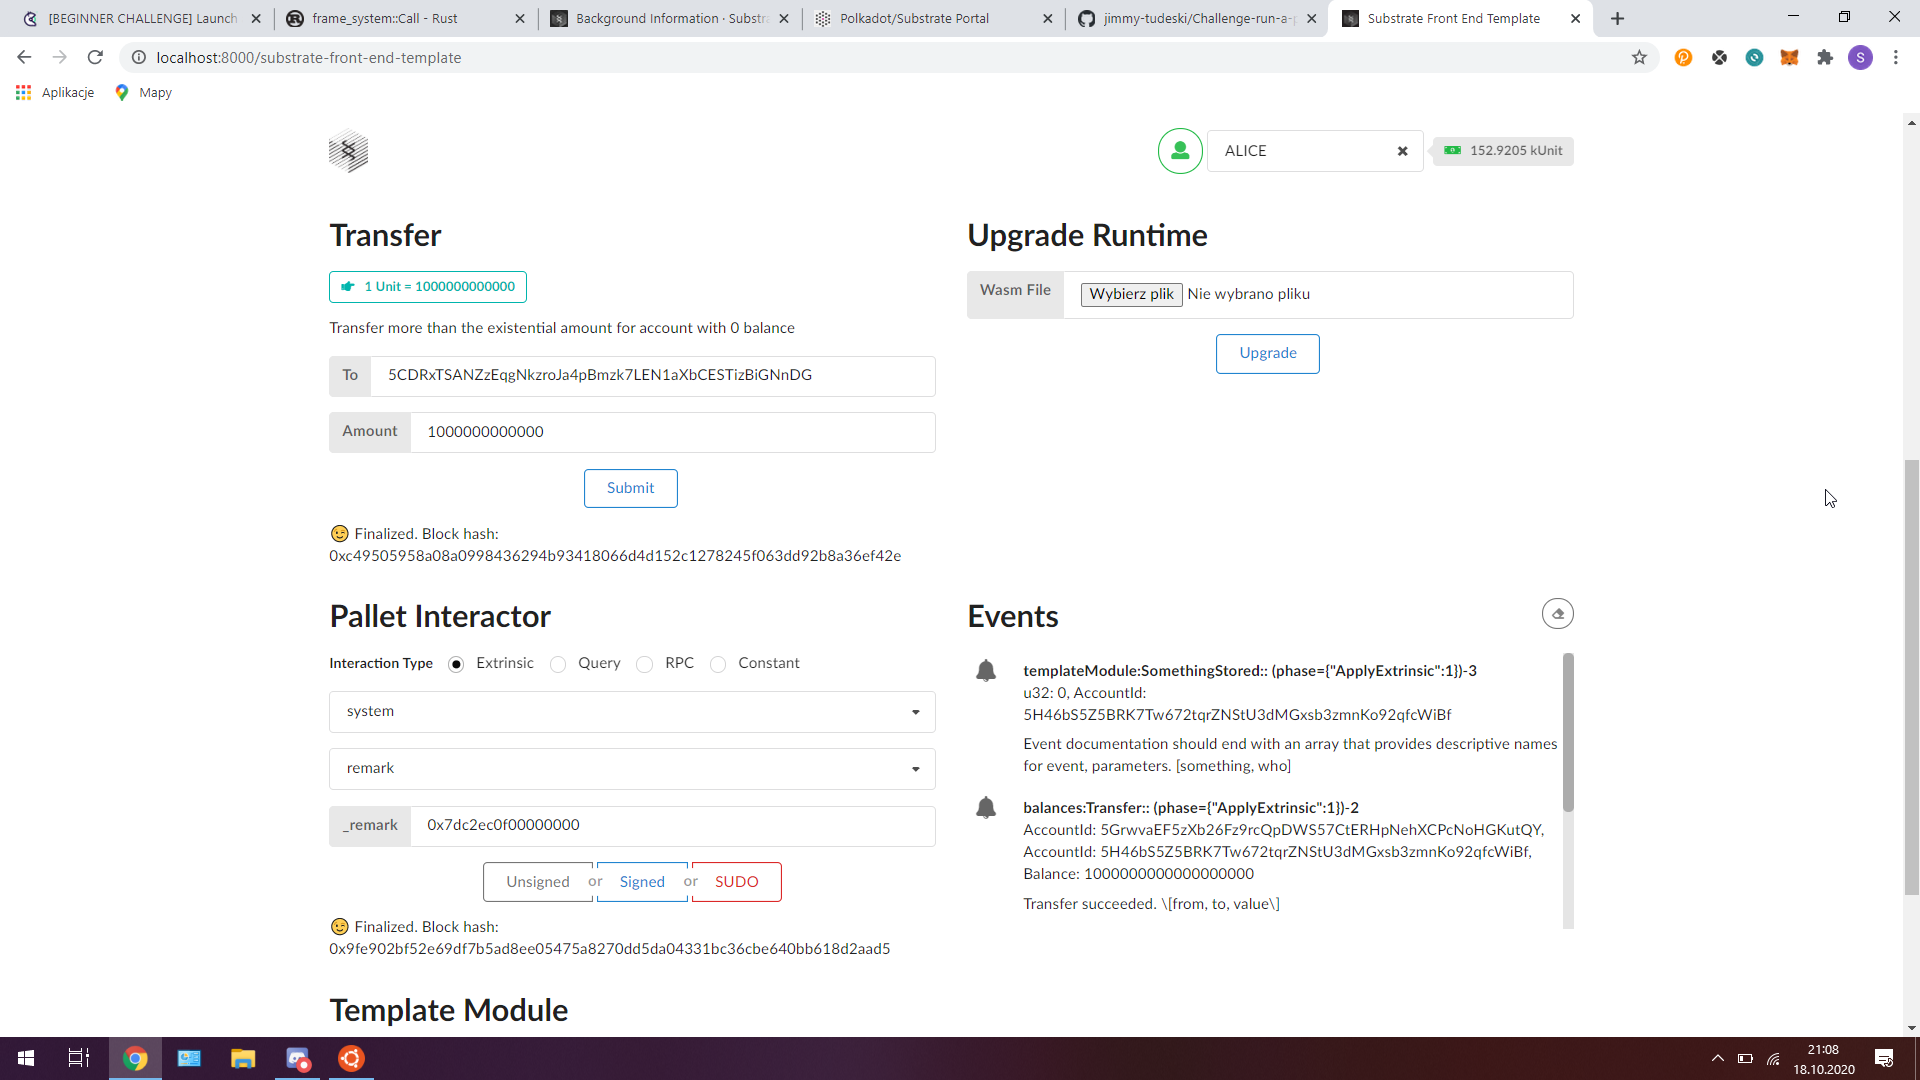 [BEGINNER CHALLENGE] Launch
frame_system::Call - Rust
Background Information · Substra
Polkadot/Substrate Portal
jimmy-tudeski/Challenge-run-a-p
Substrate Front End Template
localhost:8000/substrate-front-end-template
S
Aplikacje
Mapy
ALICE
152.9205 kUnit
Transfer
1 Unit = 1000000000000
Transfer more than the existential amount for account with 0 balance
To
5CDRxTSANZzEqgNkzroJa4pBmzk7LEN1aXbCESTizBiGNnDG
Amount
1000000000000
Submit
Finalized. Block hash:
0xc49505958a08a0998436294b93418066d4d152c1278245f063dd92b8a36ef42e
Upgrade Runtime
Wasm File
Wybierz plik Nie wybrano pliku
Upgrade
Pallet Interactor
Interaction Type Extrinsic Query RPC Constant
system
remark
_remark
0x7dc2ec0f00000000
Unsigned or Signed or SUDO
Finalized. Block hash:
0x9fe902bf52e69df7b5ad8ee05475a8270dd5da04331bc36cbe640bb618d2aad5
Events
templateModule:SomethingStored:: (phase={"ApplyExtrinsic":1})-3
u32: 0, AccountId:
5H46bS5Z5BRK7Tw672tqrZNStU3dMGxsb3zmnKo92qfcWiBf
Event documentation should end with an array that provides descriptive names
for event, parameters. [something, who]
balances:Transfer:: (phase={"ApplyExtrinsic":1})-2
AccountId: 5GrwvaEF5zXb26Fz9rcQpDWS57CtERHpNehXCPcNoHGKutQY,
AccountId: 5H46bS5Z5BRK7Tw672tqrZNStU3dMGxsb3zmnKo92qfcWiBf,
Balance: 1000000000000000000
Transfer succeeded. \[from, to, value\]
Template Module
21:08
18.10.2020